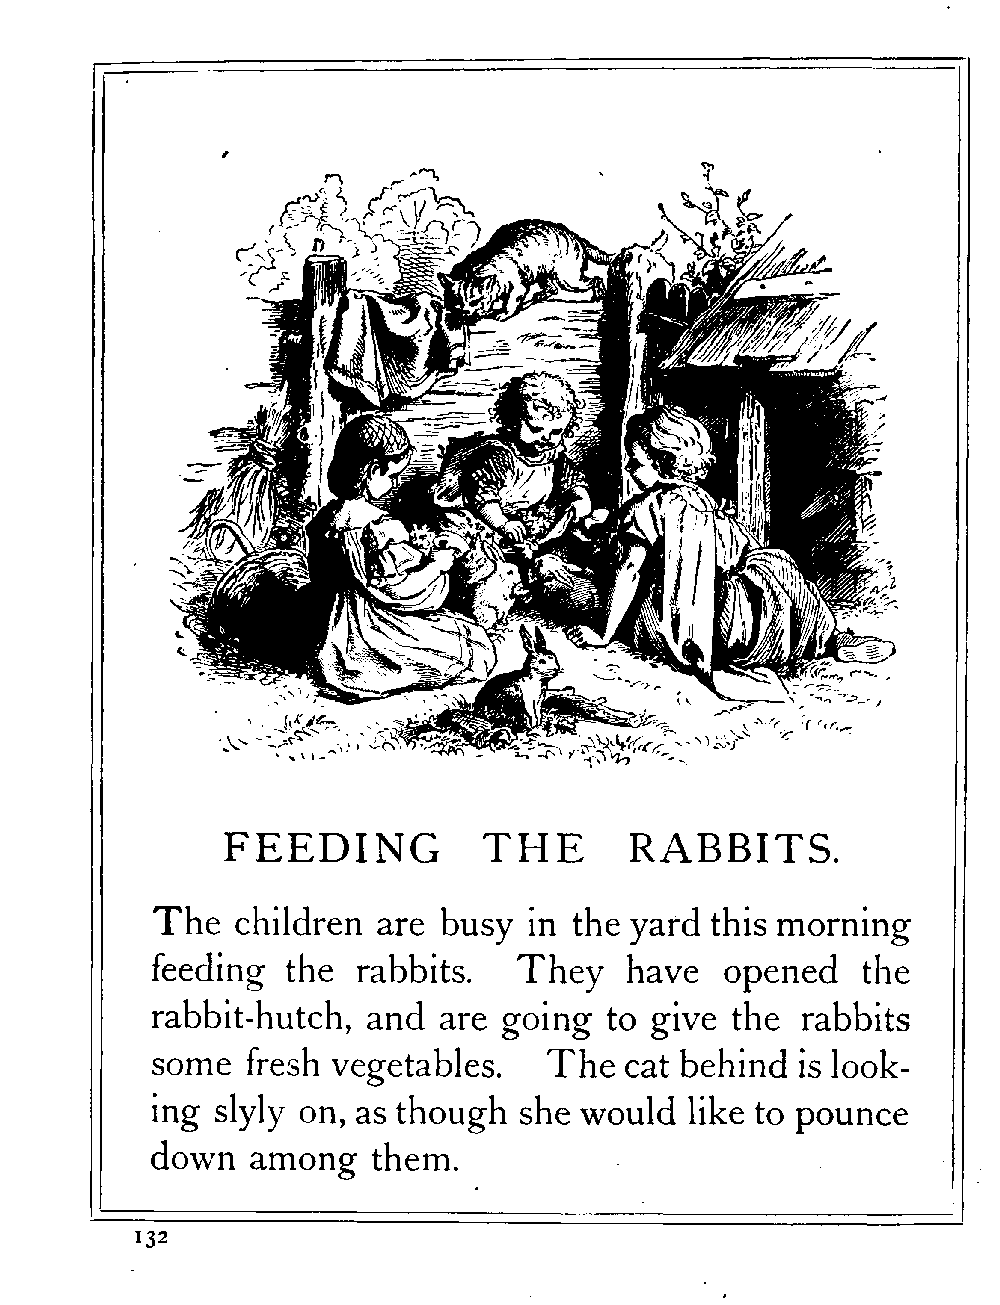 FEEDING THE RABBITS.
The children are busy in the yard this morning
feeding the rabbits. They have opened the
rabbit-hutch, and are going to give the rabbits
some fresh vegetables. The cat behind is look-
ing slyly on, as though she would like to pounce
down among them.
132